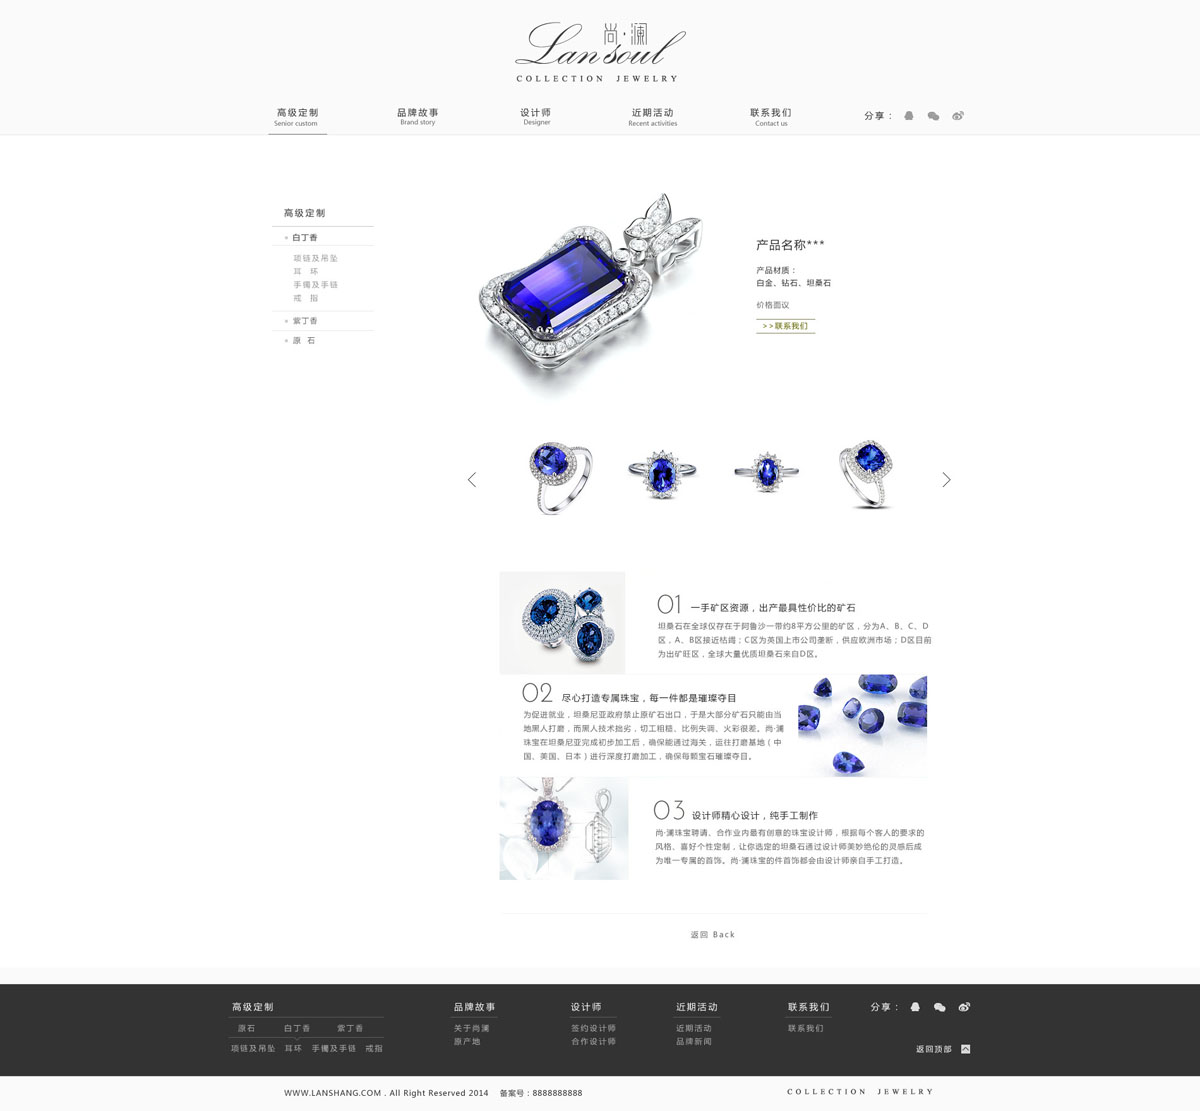 尚·澜
Lan soul
COLLECTION JEWELRY
高级定制 品牌故事 设计师 近期活动 联系我们 分享：
Senior custom Brand story Designer Recent activities Contact us
高级定制
白丁香
项链及吊坠
耳 环
手镯及手链
戒 指
紫丁香
原 石
产品名称***
产品材质：
白金、钻石、坦桑石
价格面议
>>联系我们
01 一手矿区资源，出产最具性价比的矿石
坦桑石在全球仅存在于阿鲁沙一带约8平方公里的矿区，分为A、B、C、D
区，A、B区接近枯竭；C区为英国上市公司垄断，供应欧洲市场；D区目前
为出矿旺区，全球大量优质坦桑石来自D区。
02 尽心打造专属珠宝，每一件都是璀璨夺目
为促进就业，坦桑尼亚政府禁止原矿石出口，于是大部分矿石只能由当
地黑人打磨，而黑人技术拙劣，切工粗糙、比例失调、火彩很差。尚·澜
珠宝在坦桑尼亚完成初步加工后，确保能通过海关，运往打磨基地（中
国、美国、日本）进行深度打磨加工，确保每颗宝石璀璨夺目。
03 设计师精心设计，纯手工制作
尚·澜珠宝聘请、合作业内最有创意的珠宝设计师，根据每个客人的要求的
风格、喜好个性定制，让你选定的坦桑石通过设计师美妙绝伦的灵感后成
为唯一专属的首饰。尚·澜珠宝的件首饰都会由设计师亲自手工打造。
返回 Back
高级定制 品牌故事 设计师 近期活动 联系我们 分享：
原石 白丁香 紫丁香 关于尚澜 签约设计师 近期活动 联系我们
原产地 合作设计师 品牌新闻
项链及吊坠 耳环 手镯及手链 戒指 返回顶部
WWW.LANSHANG.COM . All Right Reserved 2014 备案号：8888888888
COLLECTION JEWELRY